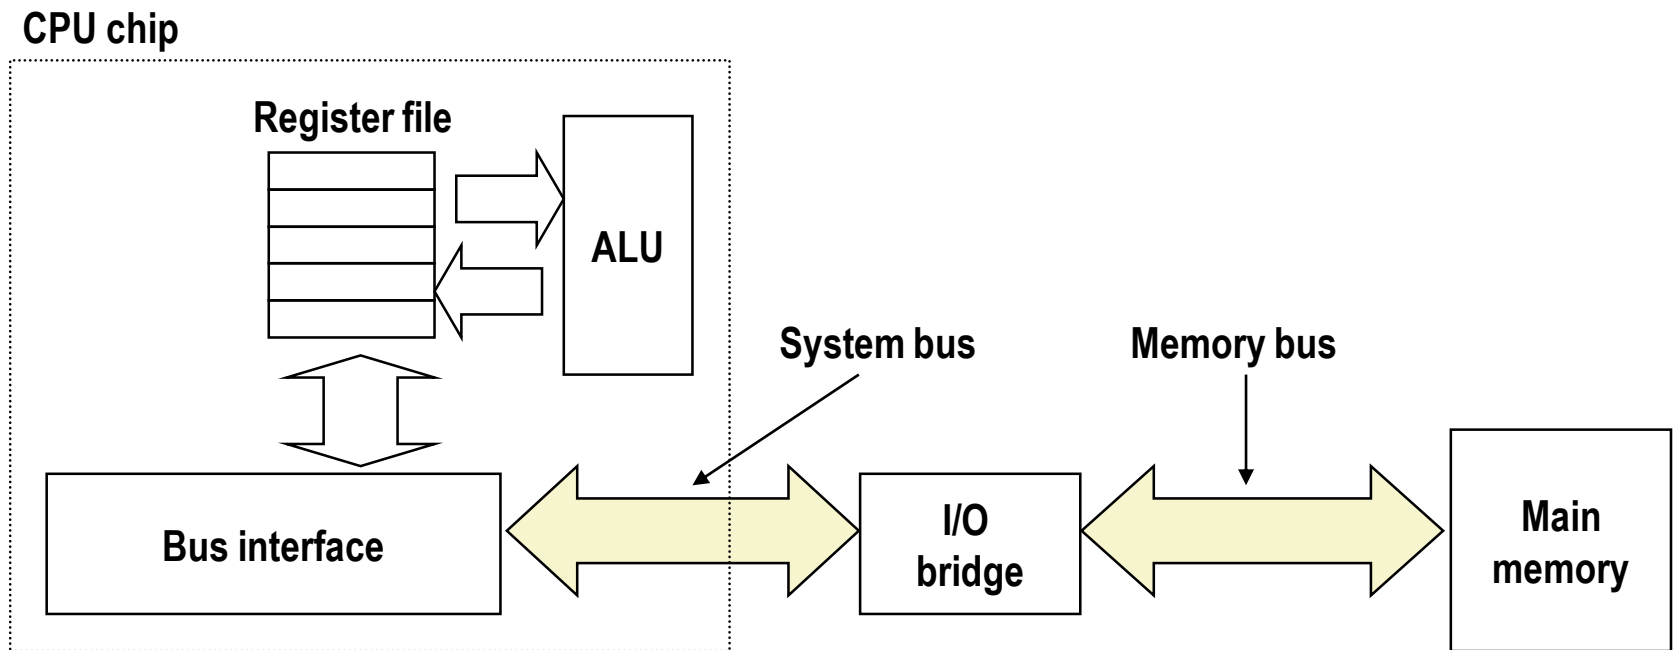 CPU chip
Register file
ALU
System bus
Memory bus
Bus interface
I/O
bridge
Main
memory